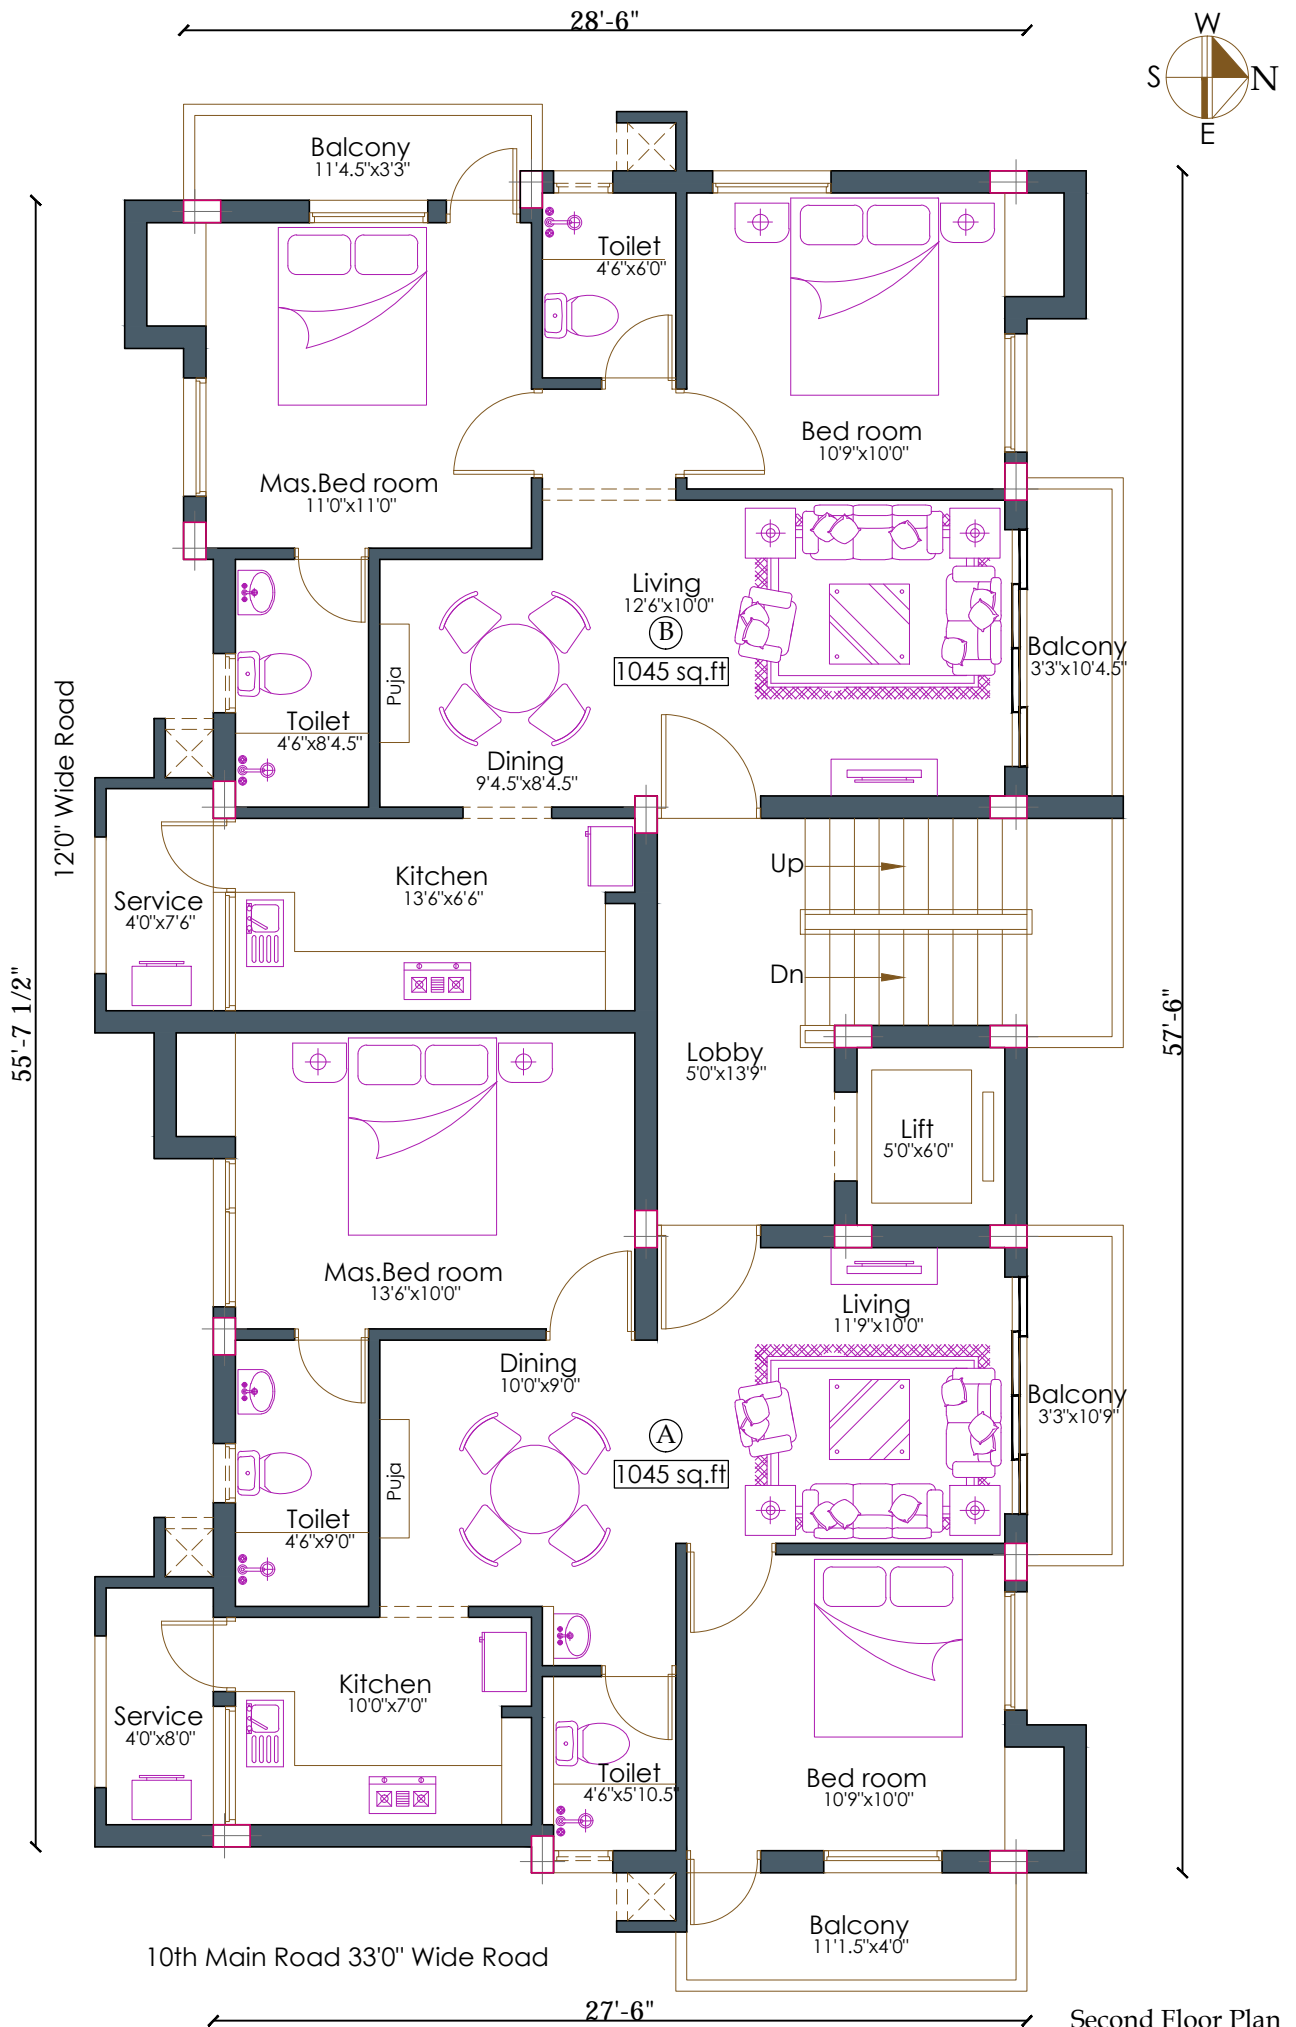 28'-6"
W
S
N
E
Balcony
11'4.5"x3'3"
Toilet
4'6"x6'0"
Bed room
10'9"x10'0"
Mas.Bed room
11'0"x11'0"
Living
12'6"x10'0"
B
1045 sq.ft
Balcony
3'3"x10'4.5"
Puja
Toilet
4'6"x8'4.5"
Dining
9'4.5"x8'4.5"
12'0" Wide Road
Kitchen
13'6"x6'6"
Service
4'0"x7'6"
Up
Dn
55'-7 1/2"
57'-6"
Lobby
5'0"x13'9"
Lift
5'0"x6'0"
Mas.Bed room
13'6"x10'0"
Living
11'9"x10'0"
Dining
10'0"x9'0"
Balcony
3'3"x10'9"
A
1045 sq.ft
Puja
Toilet
4'6"x9'0"
Kitchen
10'0"x7'0"
Service
4'0"x8'0"
Toilet
4'6"x5'10.5"
Bed room
10'9"x10'0"
Balcony
11'1.5"x4'0"
10th Main Road 33'0" Wide Road
27'-6"
Second Floor Plan